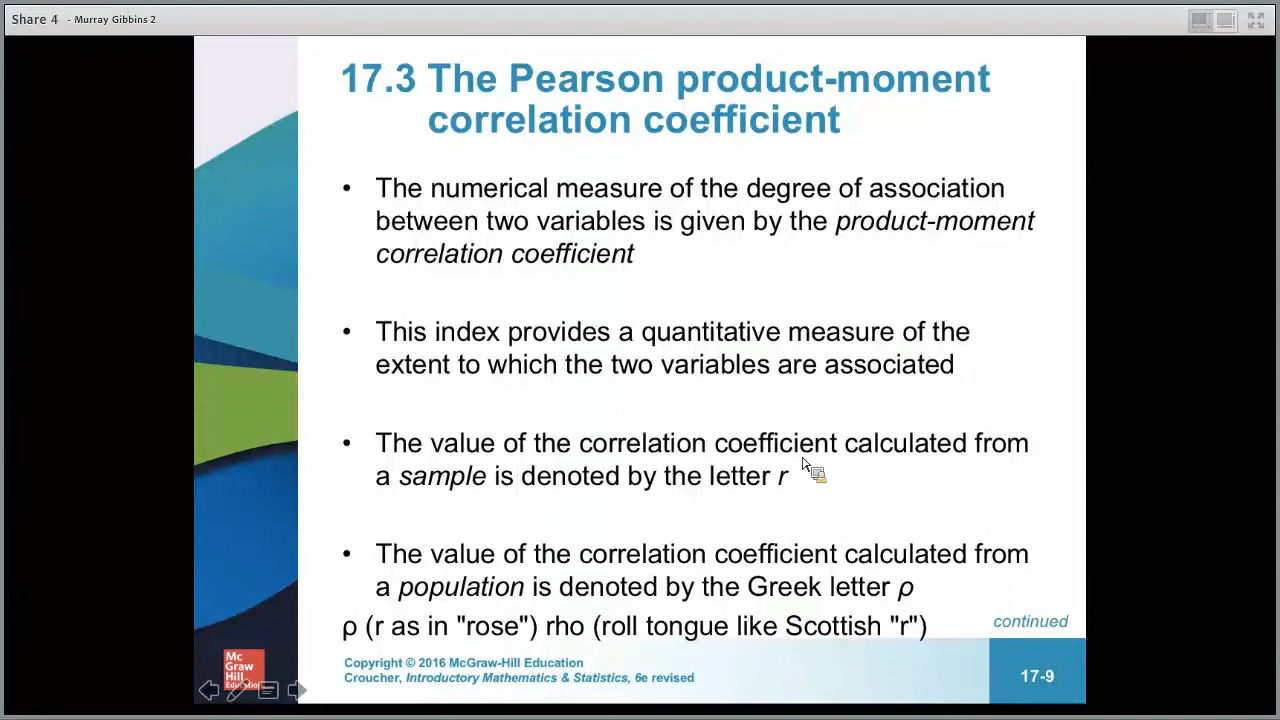 Share 4 - Murray Gibbins 2
17.3 The Pearson product-moment
correlation coefficient
• The numerical measure of the degree of association
between two variables is given by the product-moment
correlation coefficient
• This index provides a quantitative measure of the
extent to which the two variables are associated
• The value of the correlation coefficient calculated from
a sample is denoted by the letter r
• The value of the correlation coefficient calculated from
a population is denoted by the Greek letter ρ
ρ (r as in "rose") rho (roll tongue like Scottish "r")
continued
Mc
Graw
Hill
Education
Copyright © 2016 McGraw-Hill Education
Croucher, Introductory Mathematics & Statistics, 6e revised
17-9